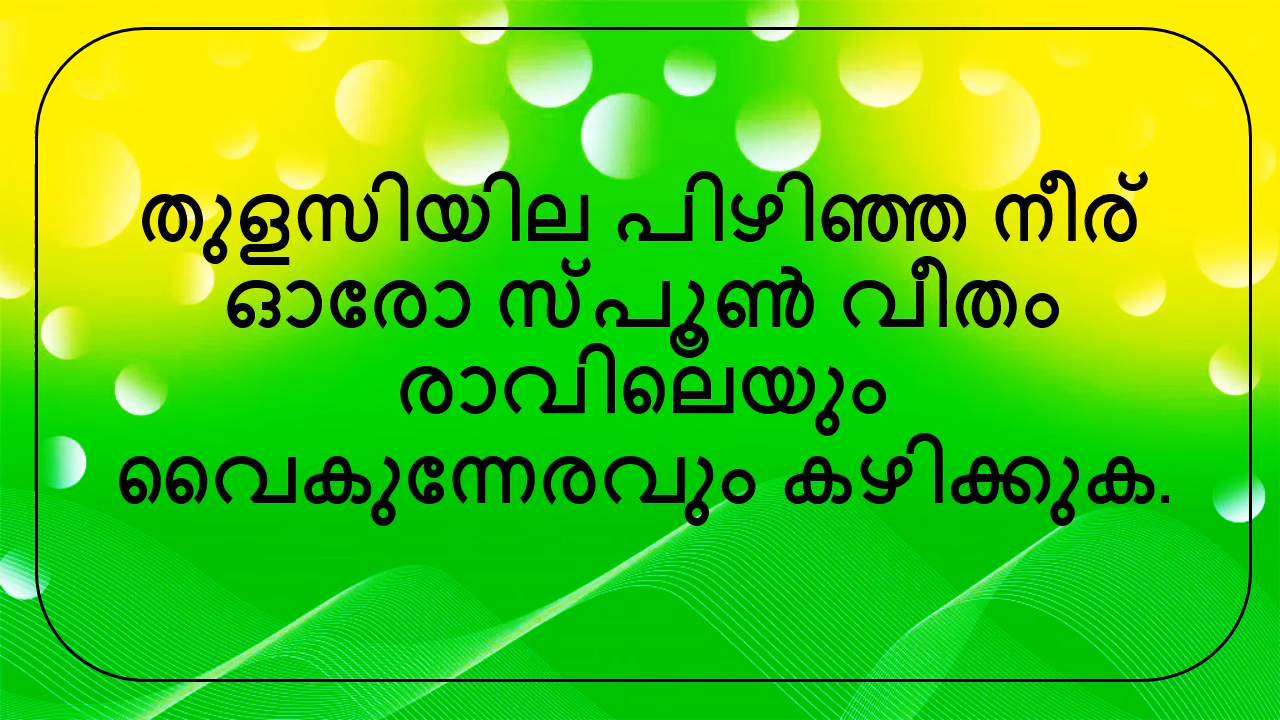 തുളസിയില പിഴിഞ്ഞ നീര്
ഓരോ സ്പൂൺ വീതം
രാവിലെയും
വൈകുന്നേരവും കഴിക്കുക.